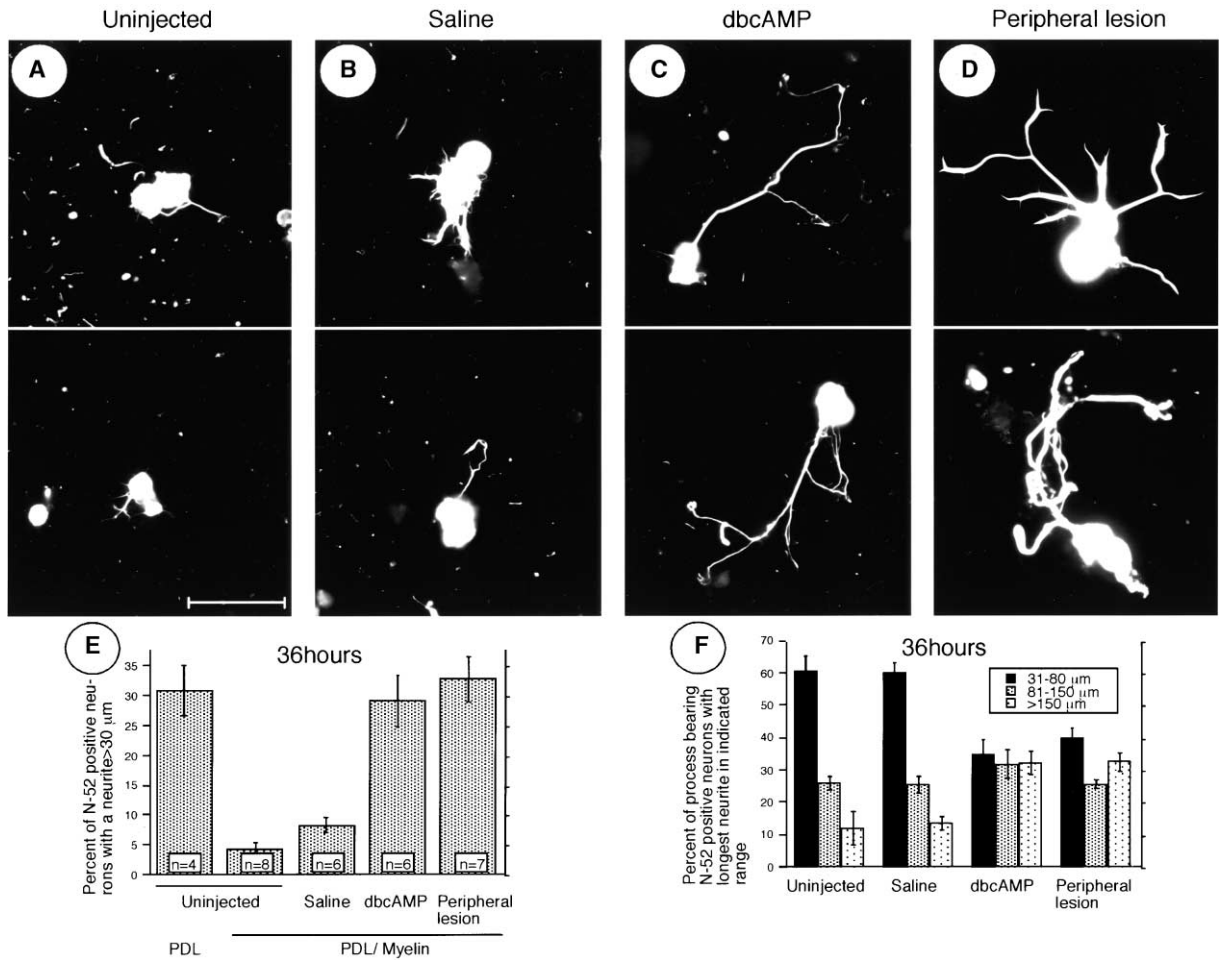 Uninjected Saline dbcAMP Peripheral lesion
A B C D
E
36hours
Percent of N-52 positive neu-
rons with a neurite>30 µm
35
30
25
20
15
10
5
0
n=4 n=8 n=6 n=6 n=7
Uninjected Saline dbcAMP Peripheral
lesion
PDL PDL/ Myelin
F
36hours
Percent of process bearing
N-52 positive neurons with
longest neurite in indicated
range
70
60
50
40
30
20
10
0
31-80 µm
81-150 µm
>150 µm
Uninjected Saline dbcAMP Peripheral
lesion